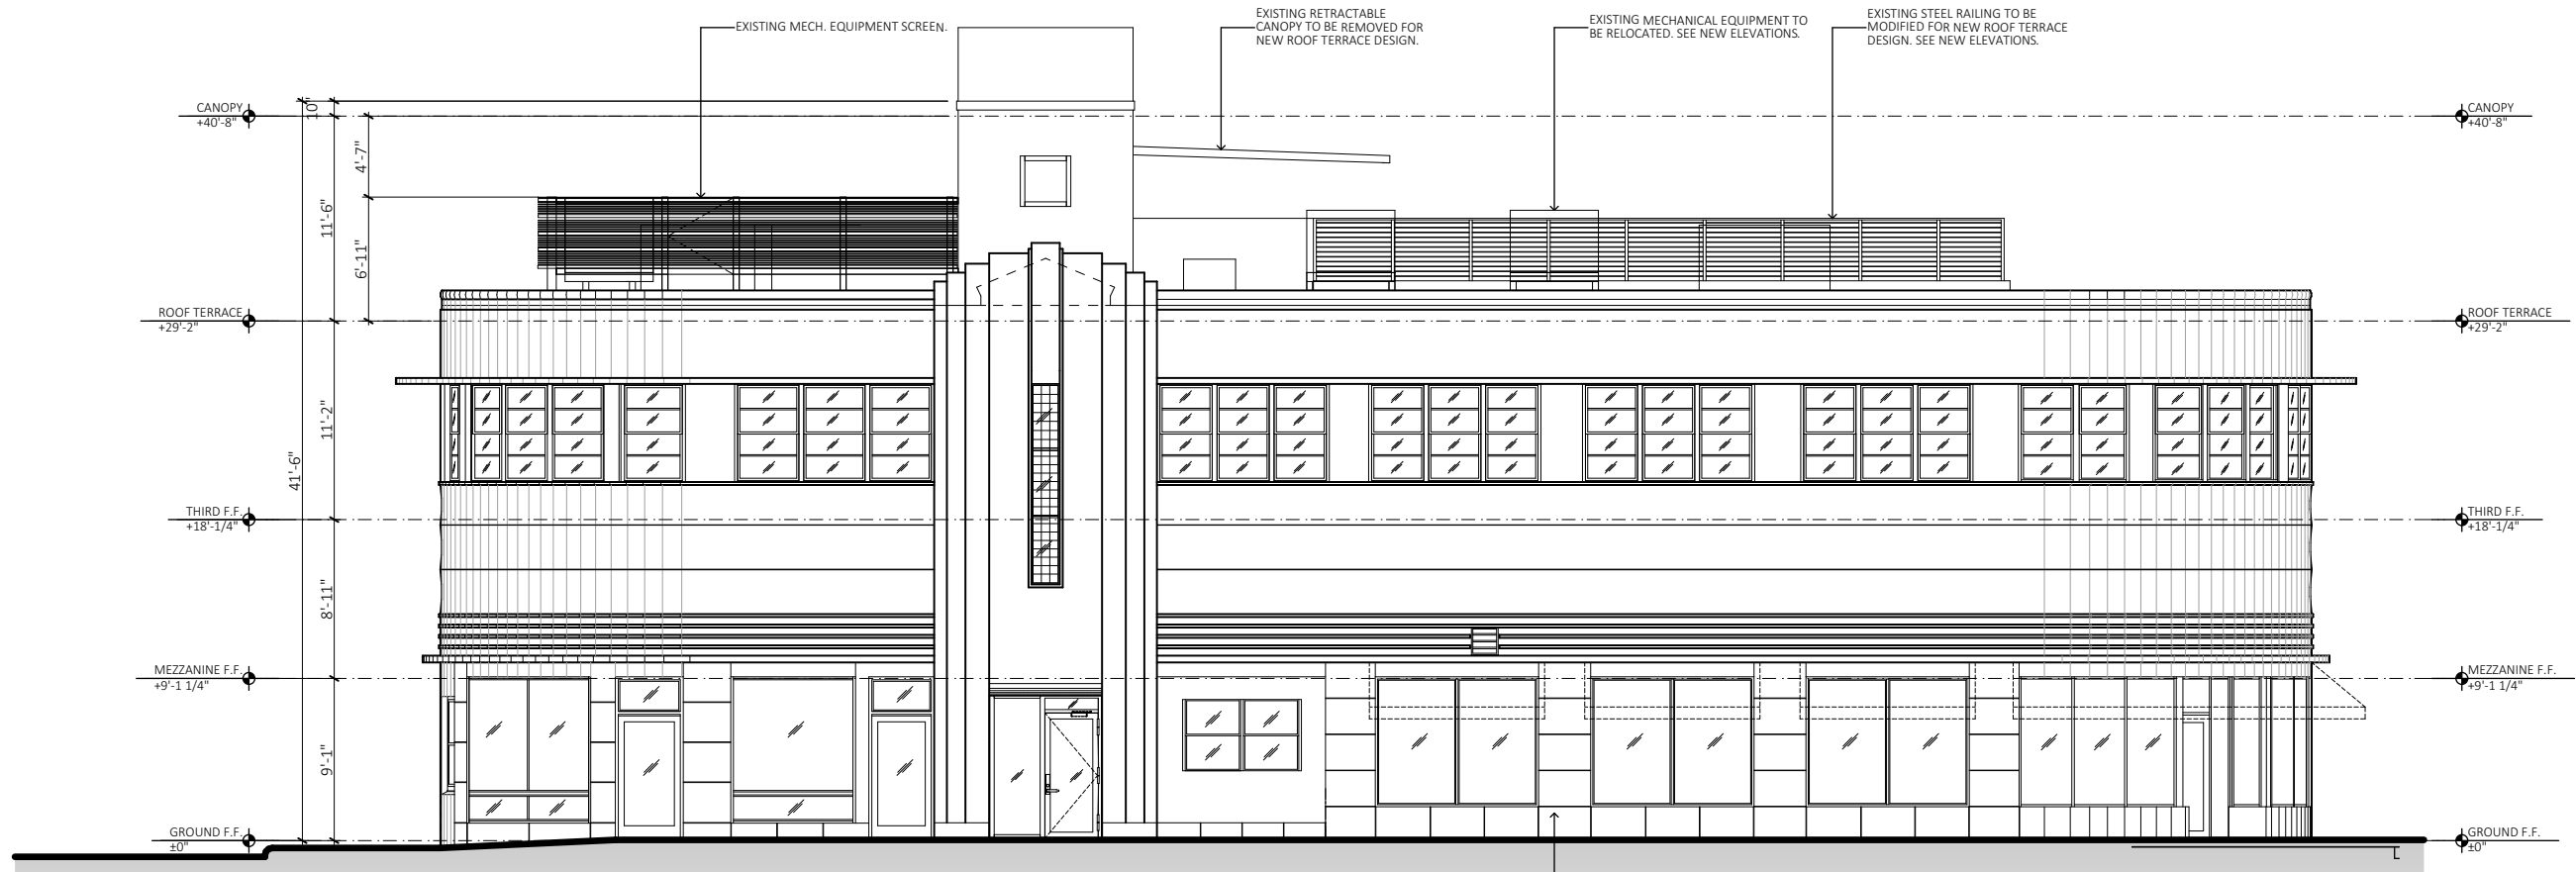 EXISTING MECH. EQUIPMENT SCREEN.
EXISTING RETRACTABLE
CANOPY TO BE REMOVED FOR
NEW ROOF TERRACE DESIGN.
EXISTING MECHANICAL EQUIPMENT TO
BE RELOCATED. SEE NEW ELEVATIONS.
EXISTING STEEL RAILING TO BE
MODIFIED FOR NEW ROOF TERRACE
DESIGN. SEE NEW ELEVATIONS.
CANOPY
+40'-8"
10"
4'-7"
11'-6"
6'-11"
CANOPY
+40'-8"
ROOF TERRACE
+29'-2"
ROOF TERRACE
+29'-2"
11'-2"
41'-6"
THIRD F.F.
+18'-1/4"
THIRD F.F.
+18'-1/4"
8'-11"
MEZZANINE F.F.
+9'-1 1/4"
MEZZANINE F.F.
+9'-1 1/4"
9'-1"
GROUND F.F.
±0"
GROUND F.F.
±0"